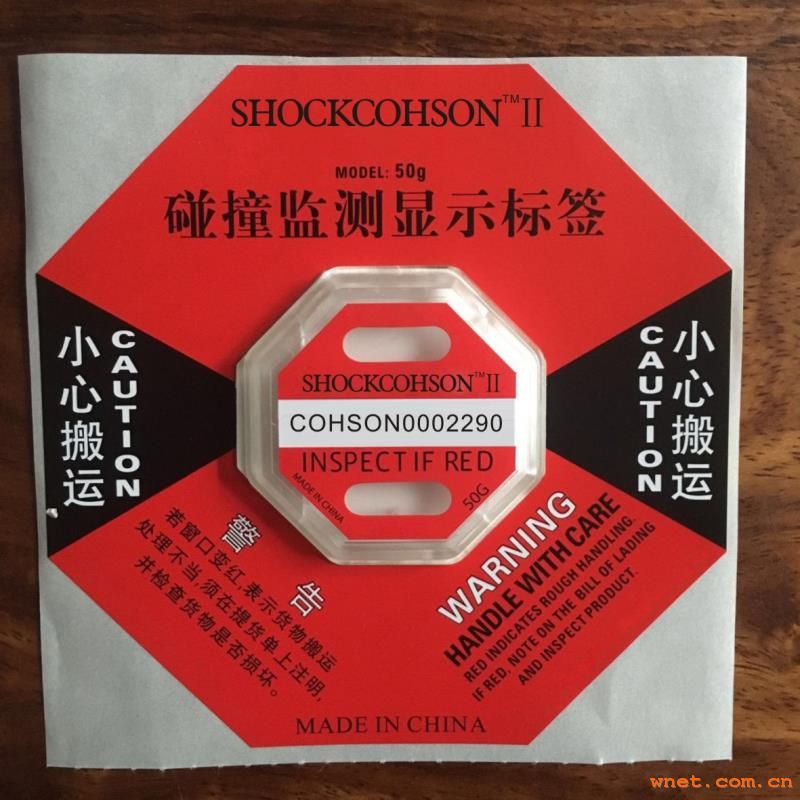 SHOCKCOHSON™II
MODEL: 50g
碰撞监测显示标签
小心搬运
CAUTION
SHOCKCOHSON™II
COHSON0002290
INSPECT IF RED
MADE IN CHINA
50G
CAUTION
小心搬运
警告
若窗口变红,表示货物搬运
处理不当,须在提货单上注明,
并检查货物是否损坏。
WARNING
HANDLE WITH CARE
RED INDICATES ROUGH HANDLING.
IF RED, NOTE ON THE BILL OF LADING
AND INSPECT PRODUCT.
MADE IN CHINA
wnet.com.cn